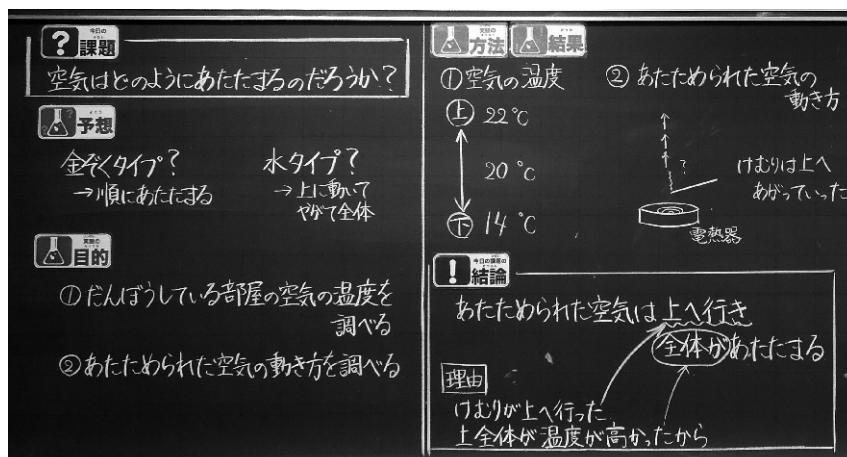 ?
今日の
課題
空気はどのようにあたたまるのだろうか?
予想
金ぞくタイプ?
→順にあたたまる
水タイプ?
→上に動いて
やがて全体
実験の
目的
①だんぼうしている部屋の空気の温度を
調べる
②あたためられた空気の動き方を調べる
実験の
方法
結果
①空気の温度
上 22℃
20℃
下 14℃
②あたためられた空気の
動き方
?
けむりは上へ
あがっていった
電熱器
!
今日の課題の
結論
あたためられた空気は上へ行き
全体があたたまる
理由
けむりが上へ行った
上全体が温度が高かったから